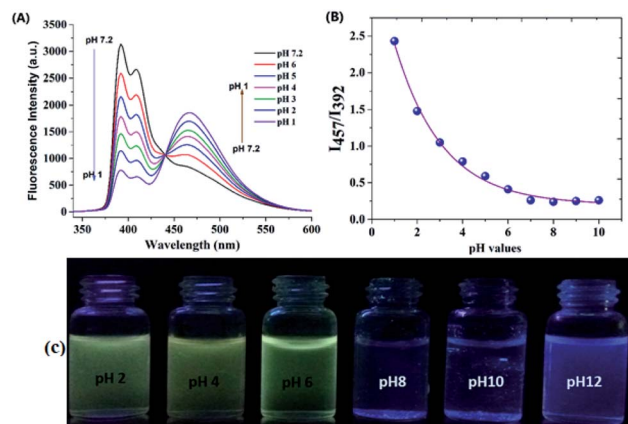 (A)
pH 7.2
pH 1
Fluorescence Intensity (a.u.)
3500
3000
2500
2000
1500
1000
500
0
350
400
450
500
550
600
Wavelength (nm)
pH 7.2
pH 6
pH 5
pH 4
pH 3
pH 2
pH 1
pH 1
pH 7.2
(B)
I457/I392
2.5
2.0
1.5
1.0
0.5
0.0
0
2
4
6
8
10
pH values
(c)
pH 2
pH 4
pH 6
pH8
pH10
pH12